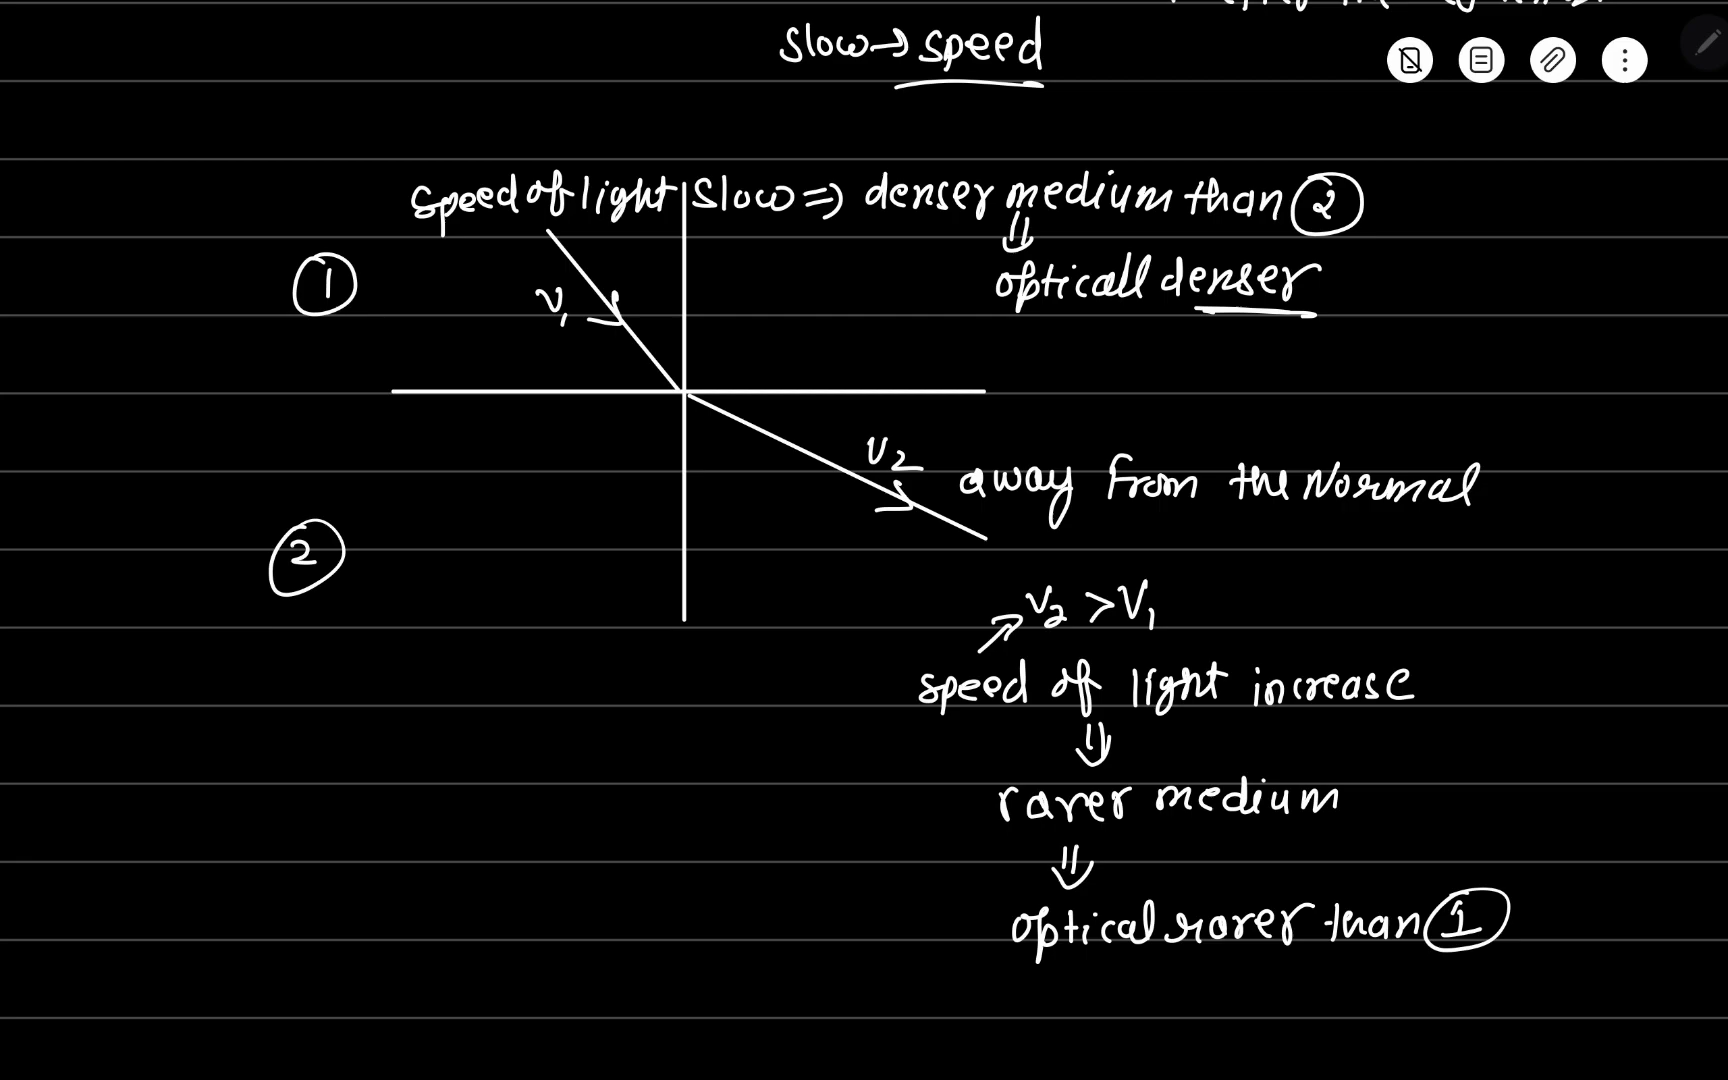 slow → speed
speed of light slow ⇒ denser medium than ②
①
v₁
⇓
opticall denser
v₂
away from the Normal
②
v₂ > v₁
speed of light increase
⇓
rarer medium
⇓
optical rarer than ①